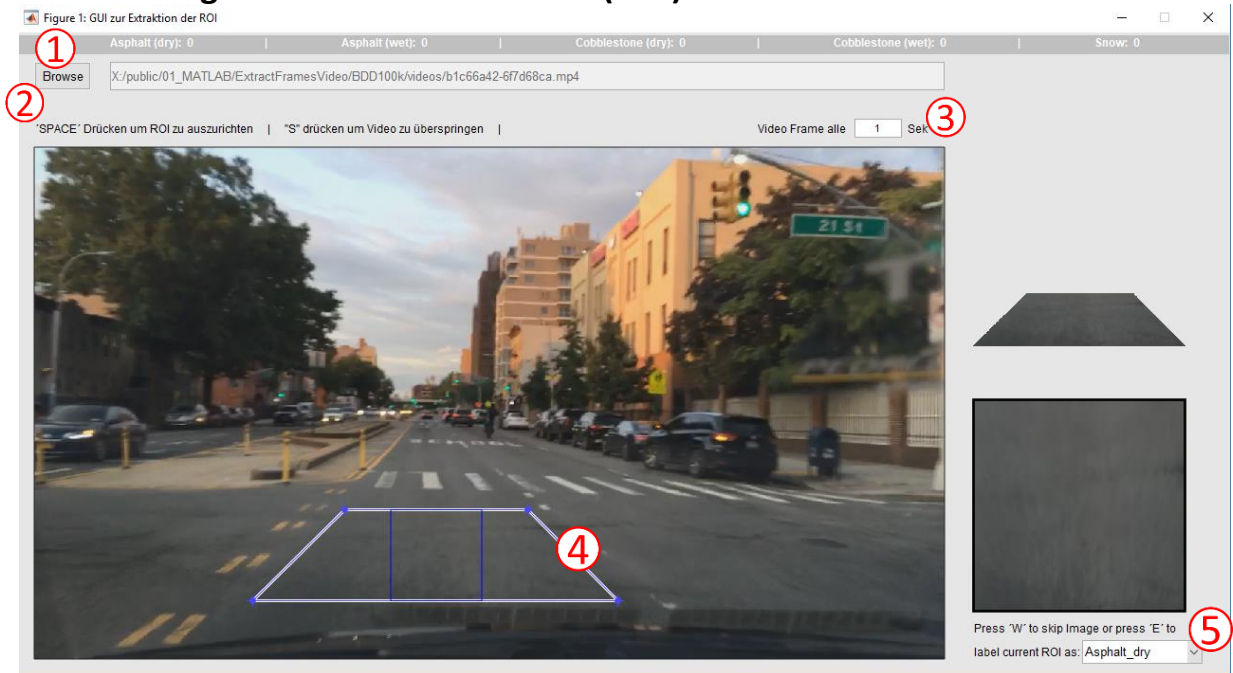 Figure 1: GUI zur Extraktion der ROI
1
Asphalt (dry): 0 | Asphalt (wet): 0 | Cobblestone (dry): 0 | Cobblestone (wet): 0 | Snow: 0
Browse X:/public/01_MATLAB/ExtractFramesVideo/BDD100k/videos/b1c66a42-6f7d68ca.mp4
2
3
´SPACE´ Drücken um ROI zu auszurichten | "S" drücken um Video zu überspringen | Video Frame alle 1 Sek
21 St
4
Press ´W´ to skip Image or press ´E´ to
5
label current ROI as: Asphalt_dry